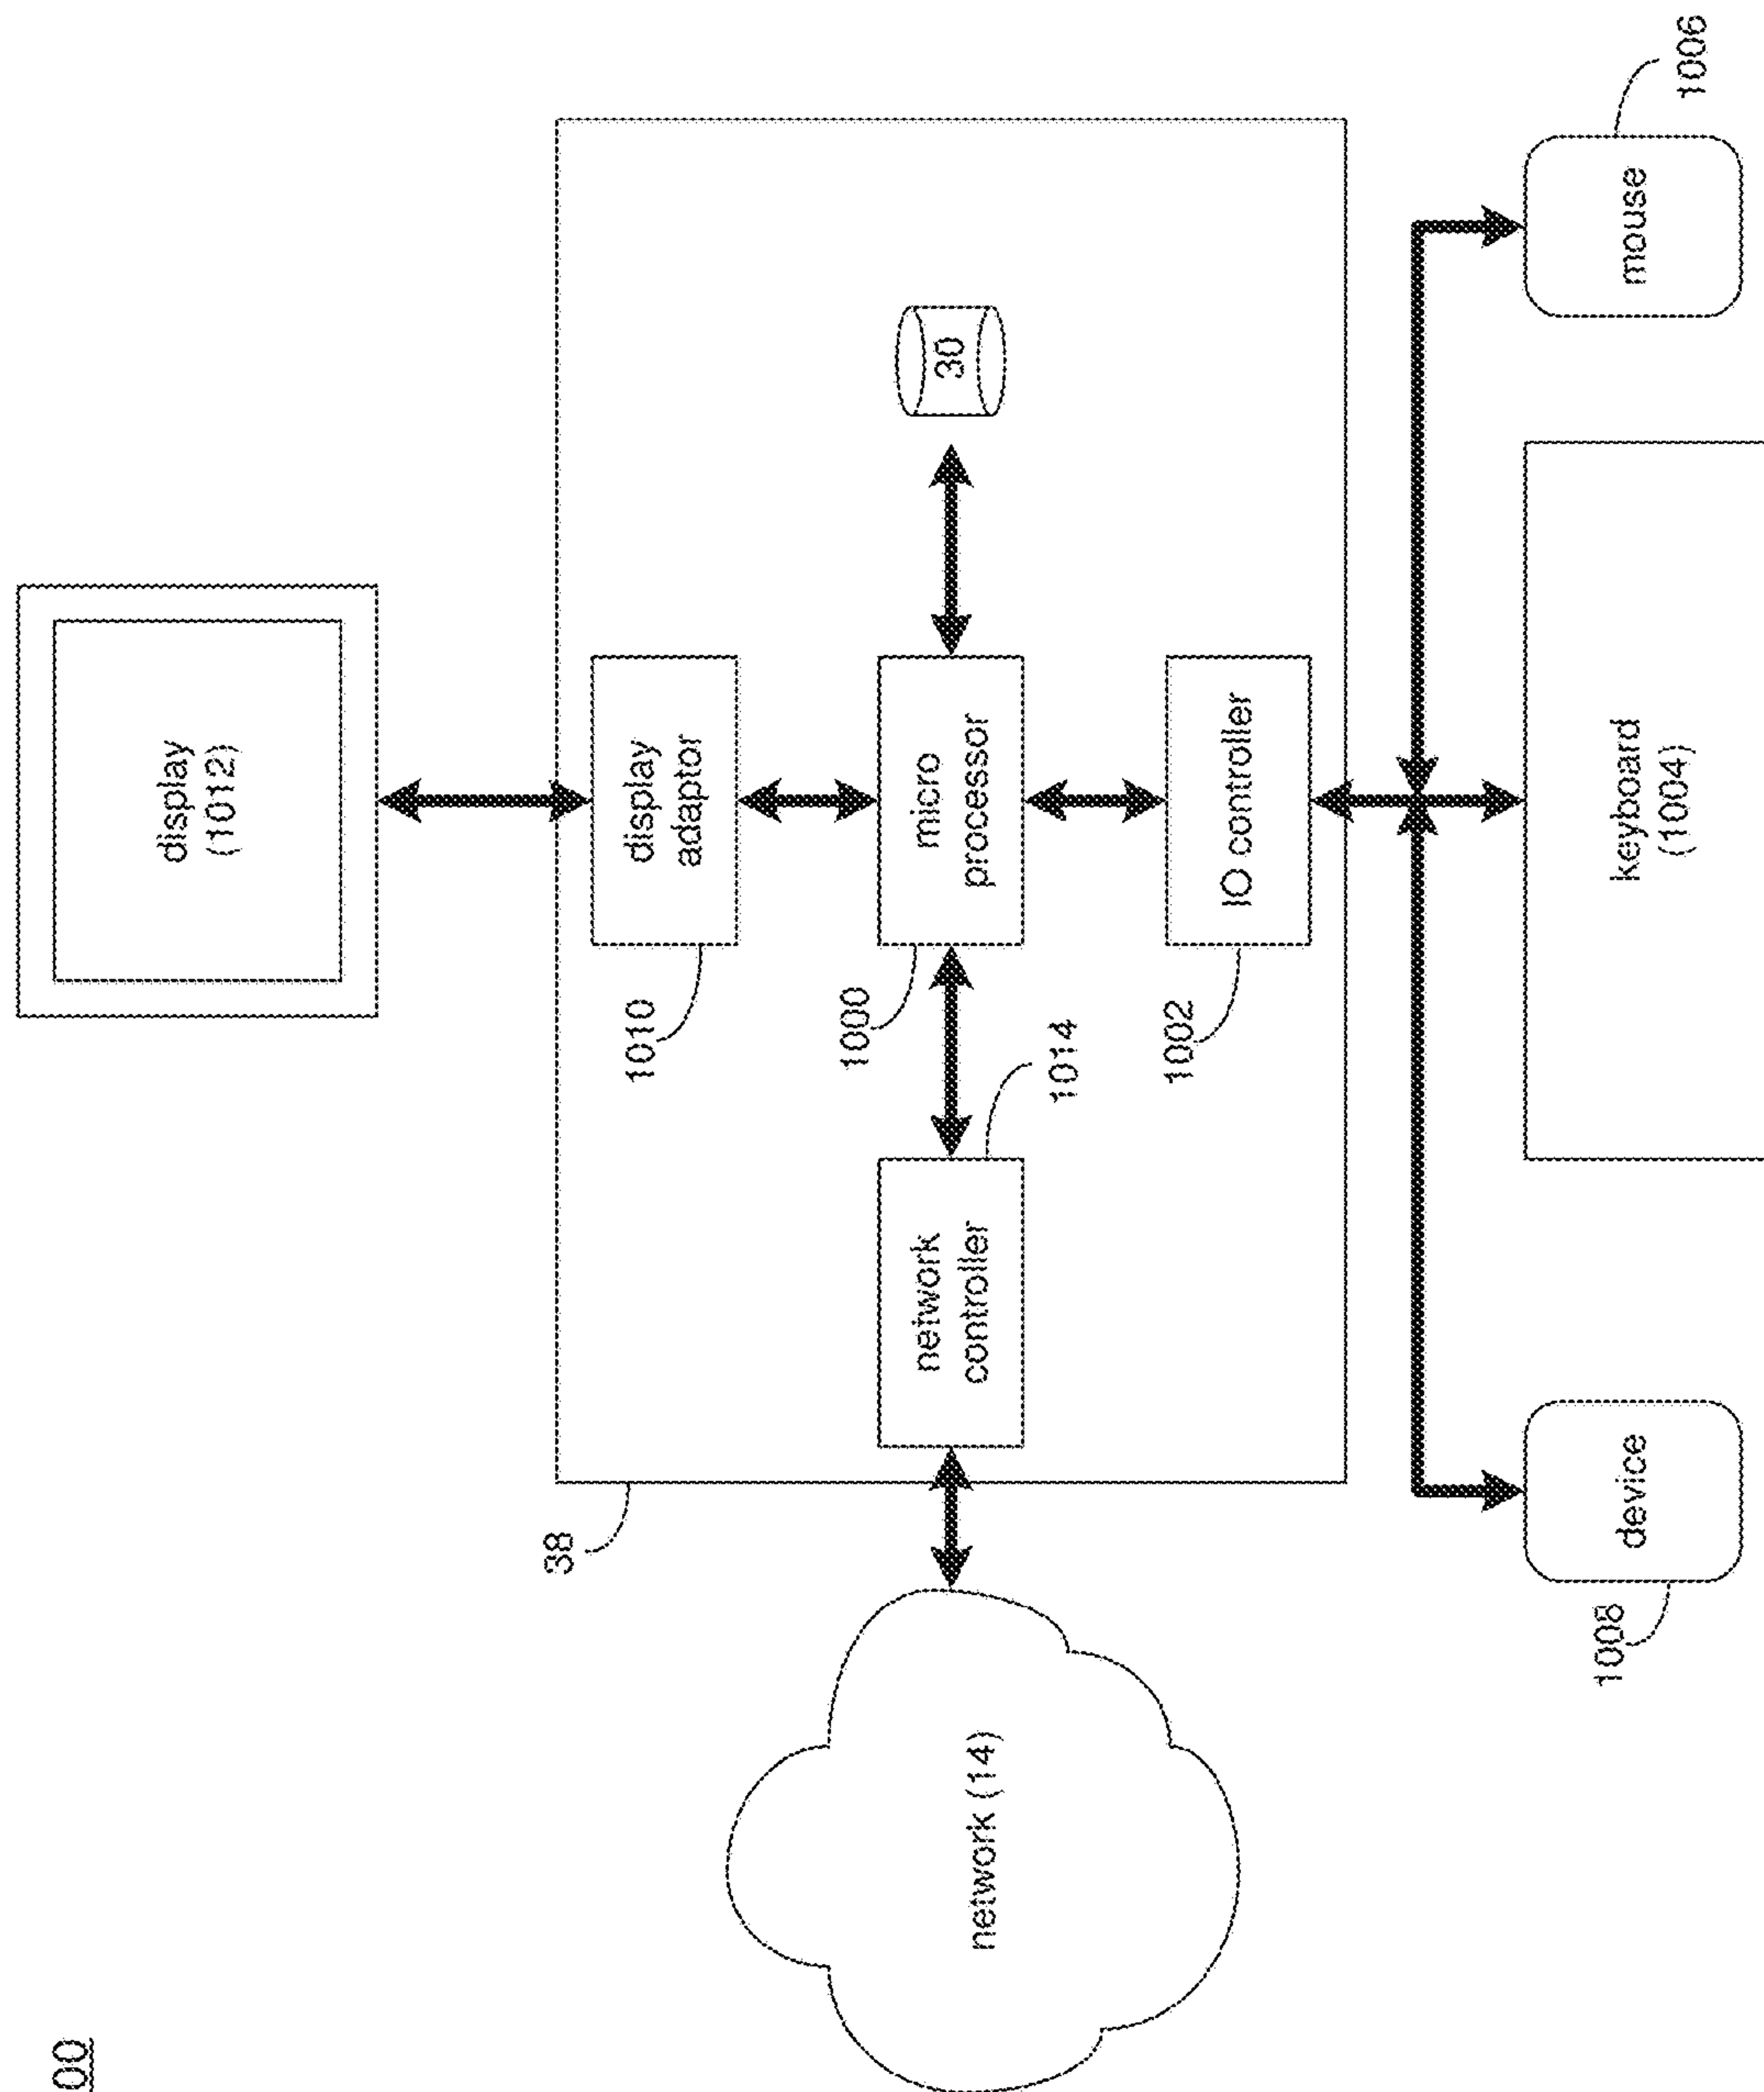 00
display
(1012)
38
1010
display
adaptor
1000
micro
processor
30
network
controller
network (14)
1014
1002
IO controller
1008
device
keyboard
(1004)
mouse
1006